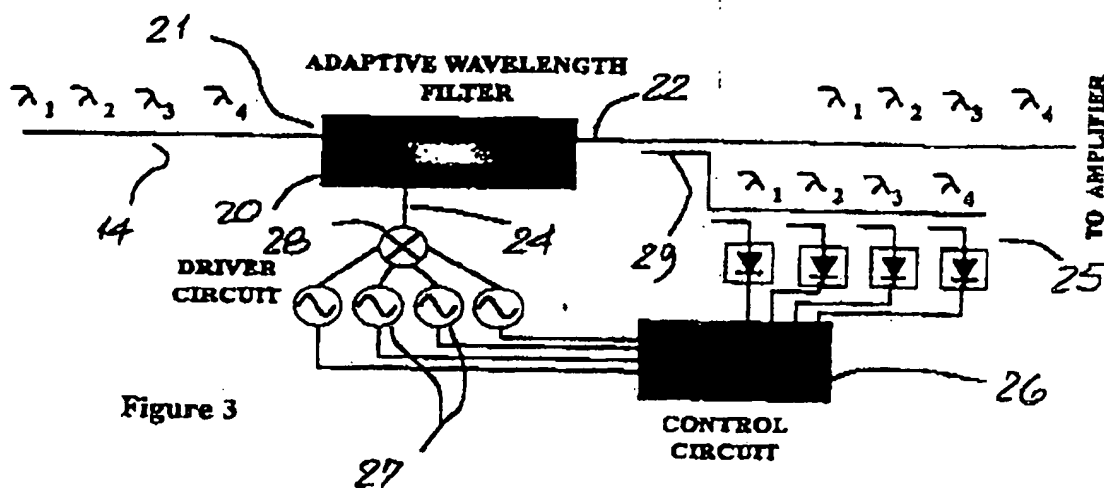 21
ADAPTIVE WAVELENGTH
FILTER
22
λ1 λ2 λ3 λ4
λ1 λ2 λ3 λ4
14
20
28
24
29
λ1 λ2 λ3 λ4
TO AMPLIFIER
25
DRIVER
CIRCUIT
26
Figure 3
27
CONTROL
CIRCUIT